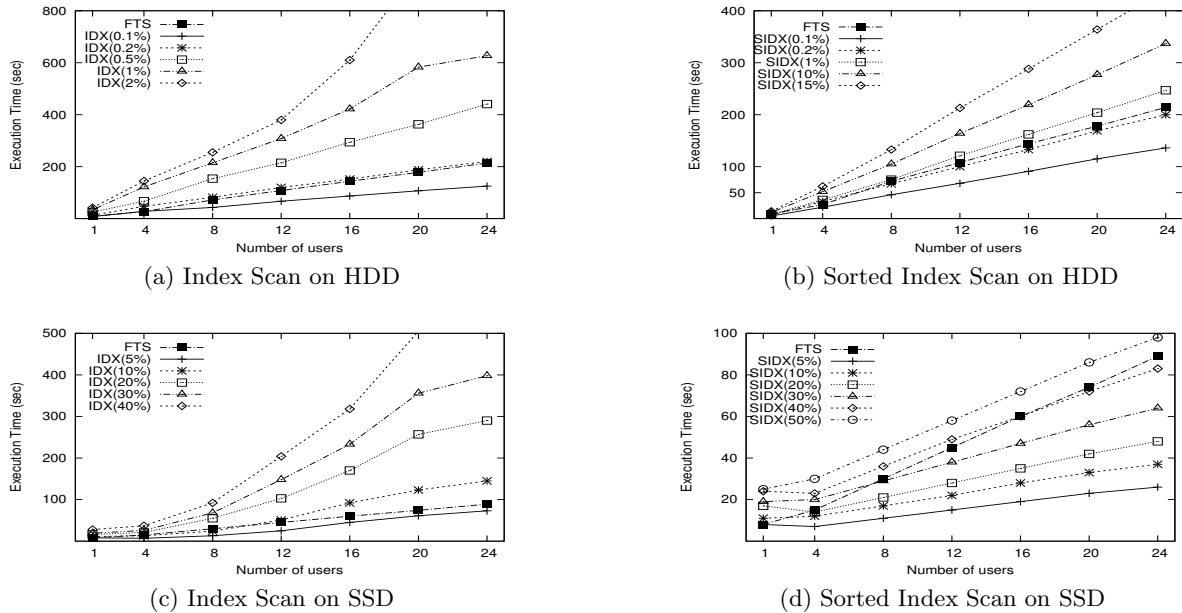 800
600
400
200
Execution Time (sec)
FTS
IDX(0.1%)
IDX(0.2%)
IDX(0.5%)
IDX(1%)
IDX(2%)
1 4 8 12 16 20 24
Number of users
(a) Index Scan on HDD
400
300
200
100
50
Execution Time (sec)
FTS
SIDX(0.1%)
SIDX(0.2%)
SIDX(1%)
SIDX(10%)
SIDX(15%)
1 4 8 12 16 20 24
Number of users
(b) Sorted Index Scan on HDD
500
400
300
200
100
Execution Time (sec)
FTS
IDX(5%)
IDX(10%)
IDX(20%)
IDX(30%)
IDX(40%)
1 4 8 12 16 20 24
Number of users
(c) Index Scan on SSD
100
80
60
40
20
Execution Time (sec)
FTS
SIDX(5%)
SIDX(10%)
SIDX(20%)
SIDX(30%)
SIDX(40%)
SIDX(50%)
1 4 8 12 16 20 24
Number of users
(d) Sorted Index Scan on SSD